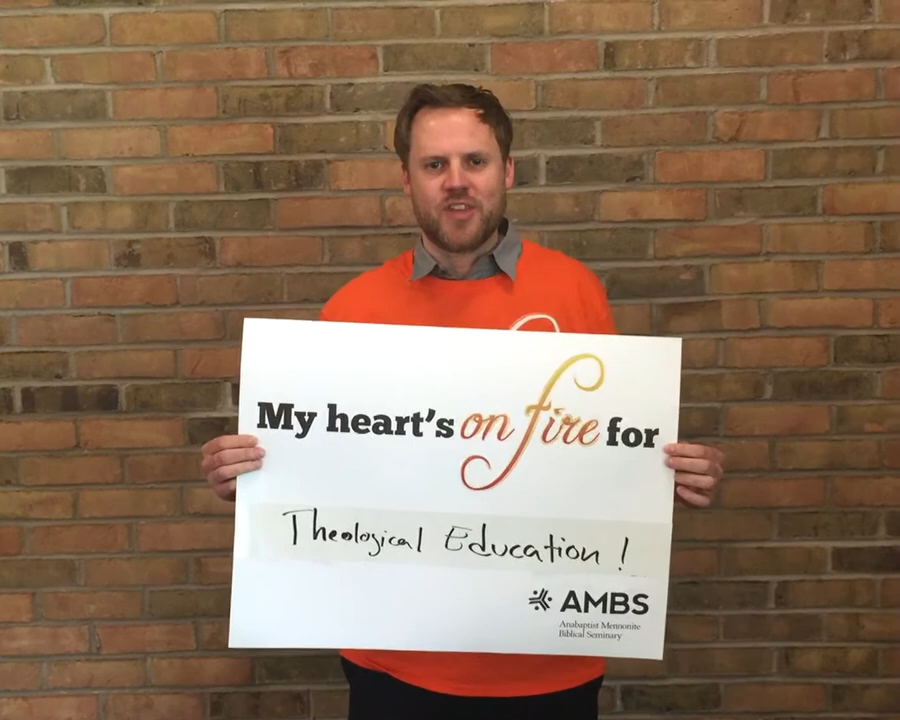 My heart's on fire for
Theological Education!
AMBS
Anabaptist Mennonite
Biblical Seminary